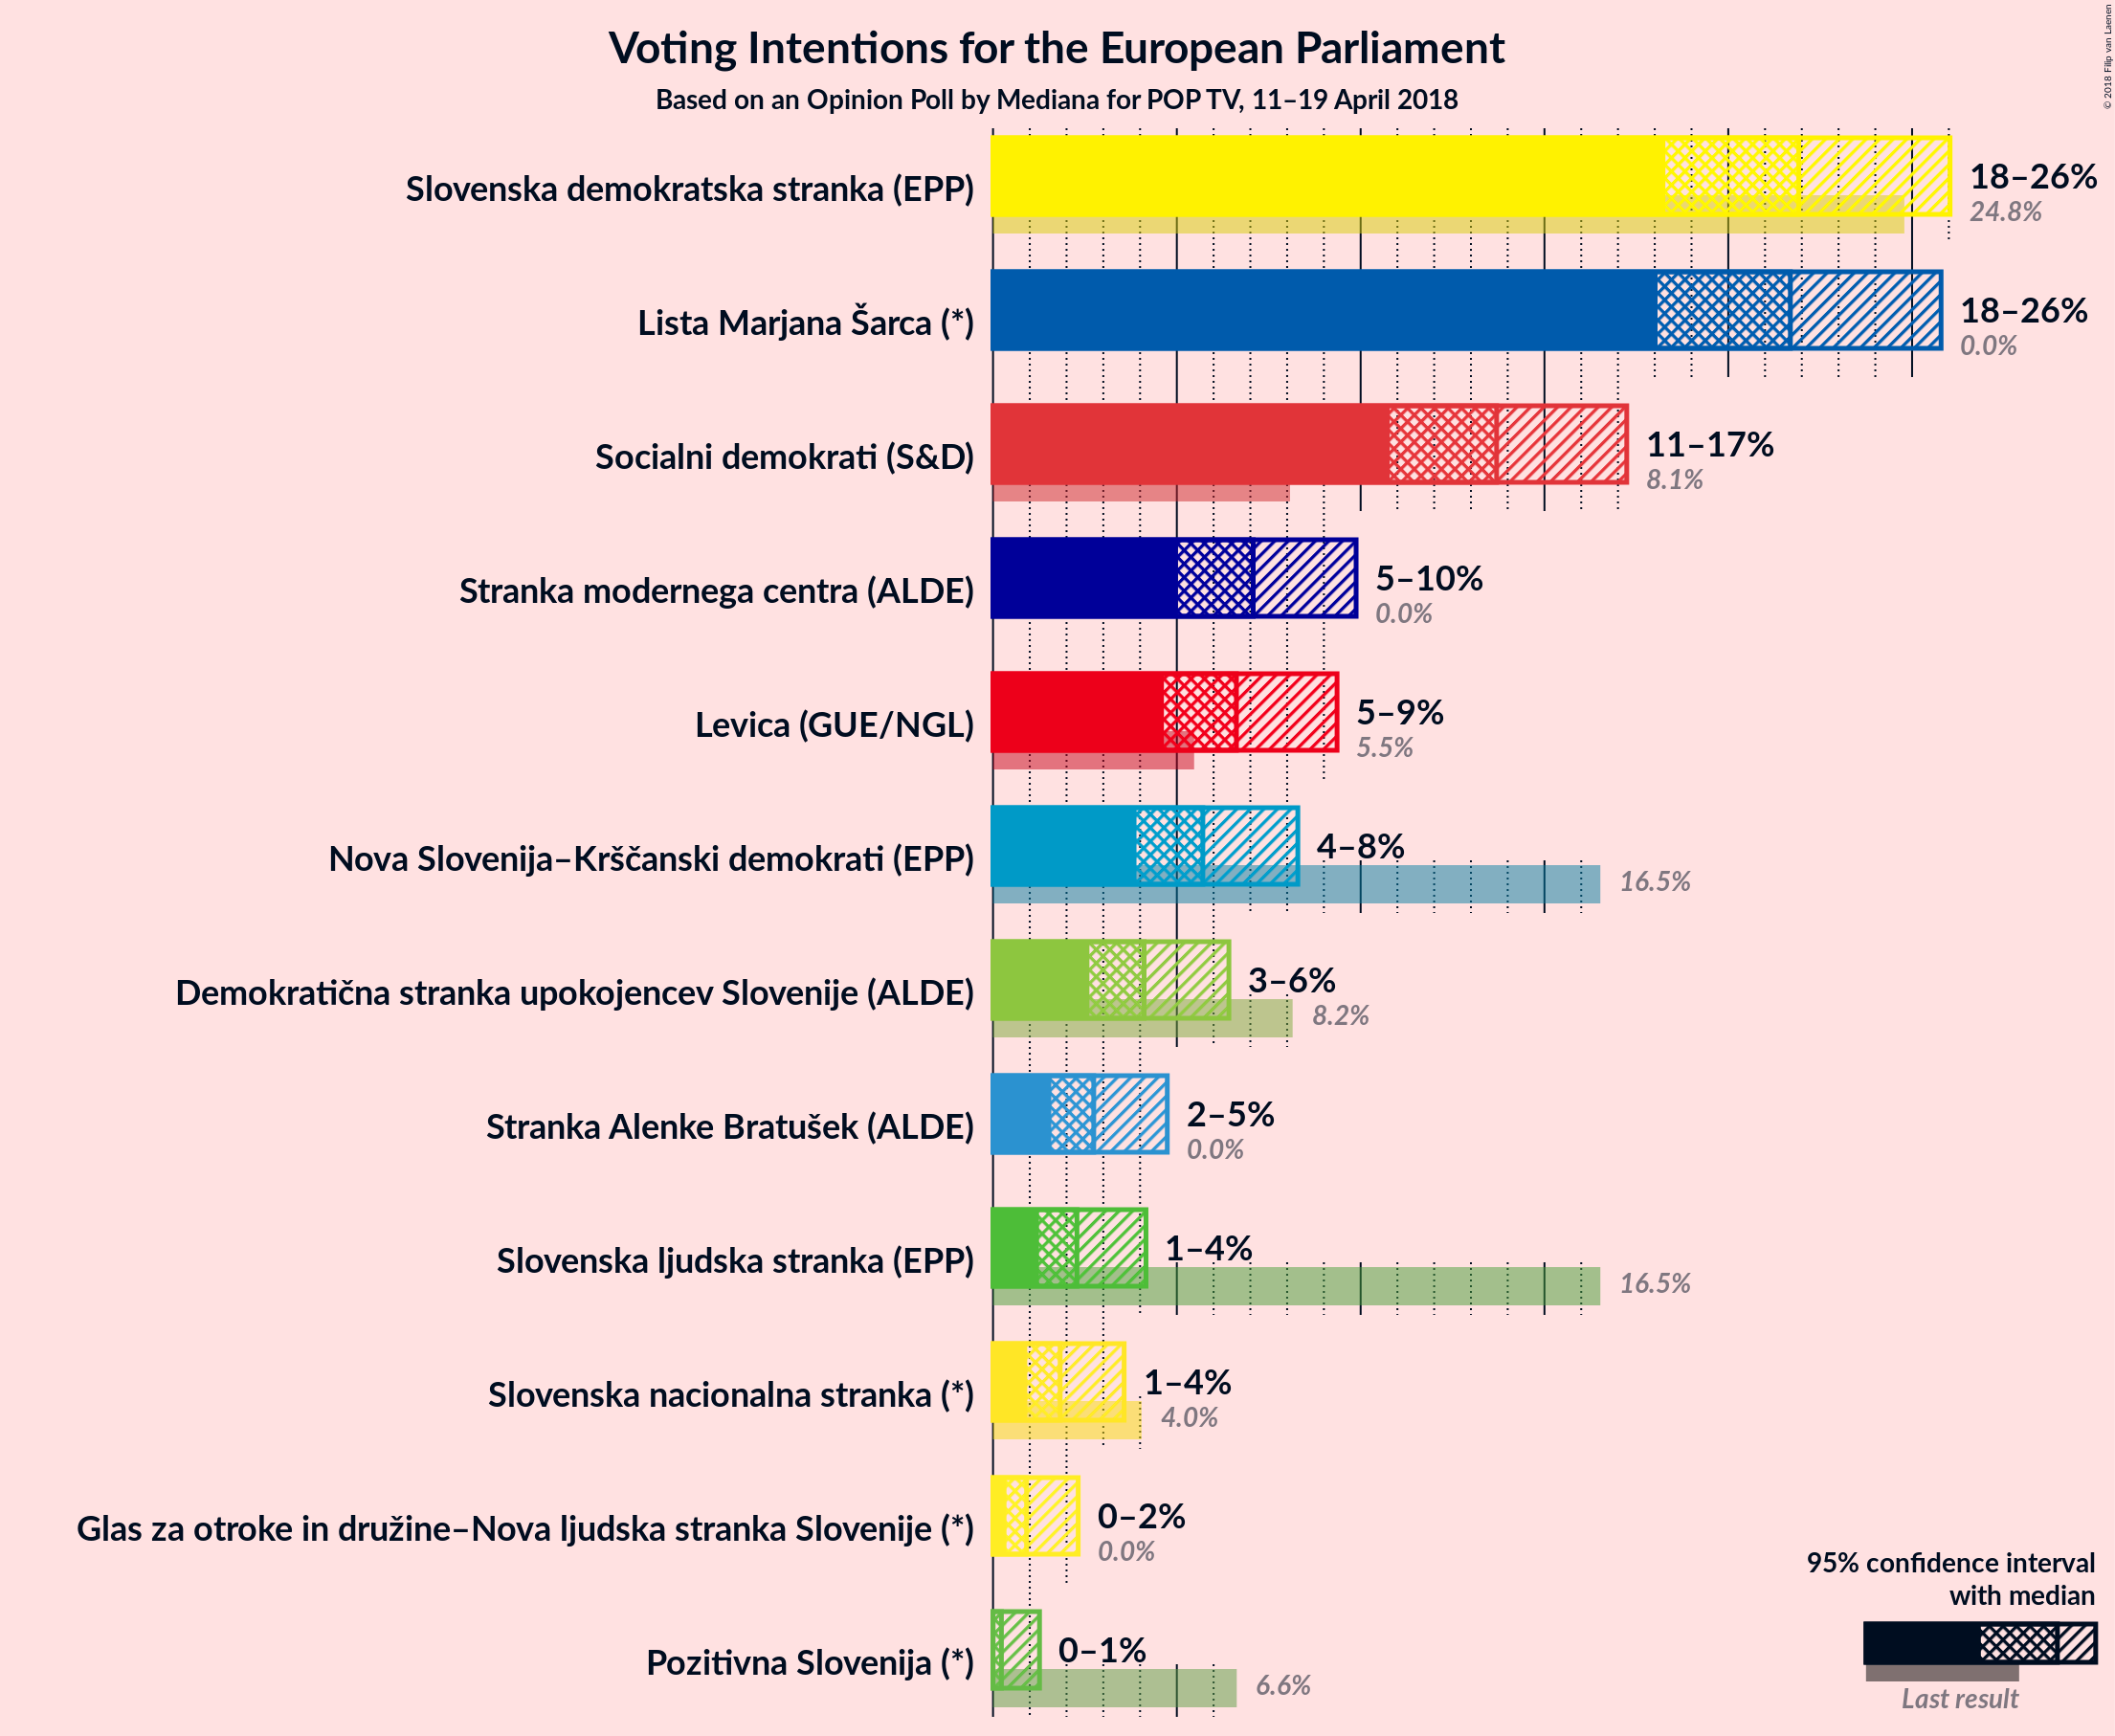 Voting Intentions for the European Parliament
Based on an Opinion Poll by Mediana for POP TV, 11–19 April 2018
© 2018 Filip van Laenen
Slovenska demokratska stranka (EPP)
18–26%
24.8%
Lista Marjana Šarca (*)
18–26%
0.0%
Socialni demokrati (S&D)
11–17%
8.1%
Stranka modernega centra (ALDE)
5–10%
0.0%
Levica (GUE/NGL)
5–9%
5.5%
Nova Slovenija–Krščanski demokrati (EPP)
4–8%
16.5%
Demokratična stranka upokojencev Slovenije (ALDE)
3–6%
8.2%
Stranka Alenke Bratušek (ALDE)
2–5%
0.0%
Slovenska ljudska stranka (EPP)
1–4%
16.5%
Slovenska nacionalna stranka (*)
1–4%
4.0%
Glas za otroke in družine–Nova ljudska stranka Slovenije (*)
0–2%
0.0%
Pozitivna Slovenija (*)
0–1%
6.6%
95% confidence interval
with median
Last result